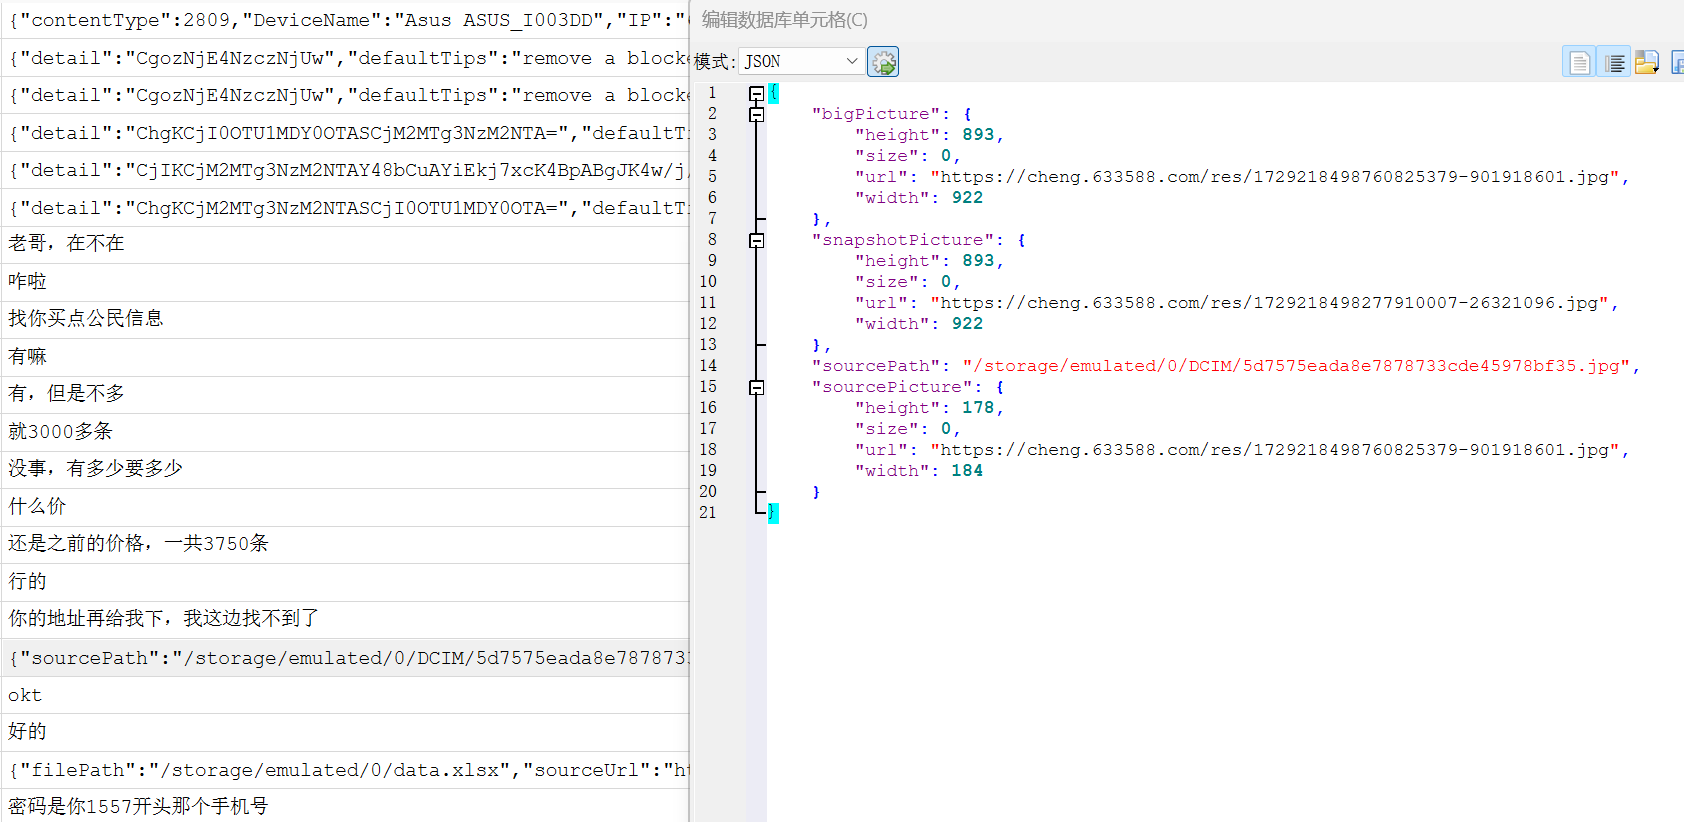 {"contentType":2809,"DeviceName":"Asus ASUS_I003DD","IP":"
{"detail":"CgozNjE4NzczNjUw","defaultTips":"remove a blocke
{"detail":"CgozNjE4NzczNjUw","defaultTips":"remove a blocke
{"detail":"ChgKCjI0OTU1MDY0OTASCjM2MTg3NzM2NTA=","defaultTi
{"detail":"CjIKCjM2MTg3NzM2NTAY48bCuAYiEkj7xcK4BpABgJK4w/j/
{"detail":"ChgKCjM2MTg3NzM2NTASCjI0OTU1MDY0OTA=","defaultTi
老哥，在不在
咋啦
找你买点公民信息
有嘛
有，但是不多
就3000多条
没事，有多少要多少
什么价
还是之前的价格，一共3750条
行的
你的地址再给我下，我这边找不到了
{"sourcePath":"/storage/emulated/0/DCIM/5d7575eada8e7878733
okt
好的
{"filePath":"/storage/emulated/0/data.xlsx","sourceUrl":"ht
密码是你1557开头那个手机号
编辑数据库单元格(C)
模式: JSON
1 {
2 "bigPicture": {
3 "height": 893,
4 "size": 0,
5 "url": "https://cheng.633588.com/res/1729218498760825379-901918601.jpg",
6 "width": 922
7 },
8 "snapshotPicture": {
9 "height": 893,
10 "size": 0,
11 "url": "https://cheng.633588.com/res/1729218498277910007-26321096.jpg",
12 "width": 922
13 },
14 "sourcePath": "/storage/emulated/0/DCIM/5d7575eada8e7878733cde45978bf35.jpg",
15 "sourcePicture": {
16 "height": 178,
17 "size": 0,
18 "url": "https://cheng.633588.com/res/1729218498760825379-901918601.jpg",
19 "width": 184
20 }
21 }